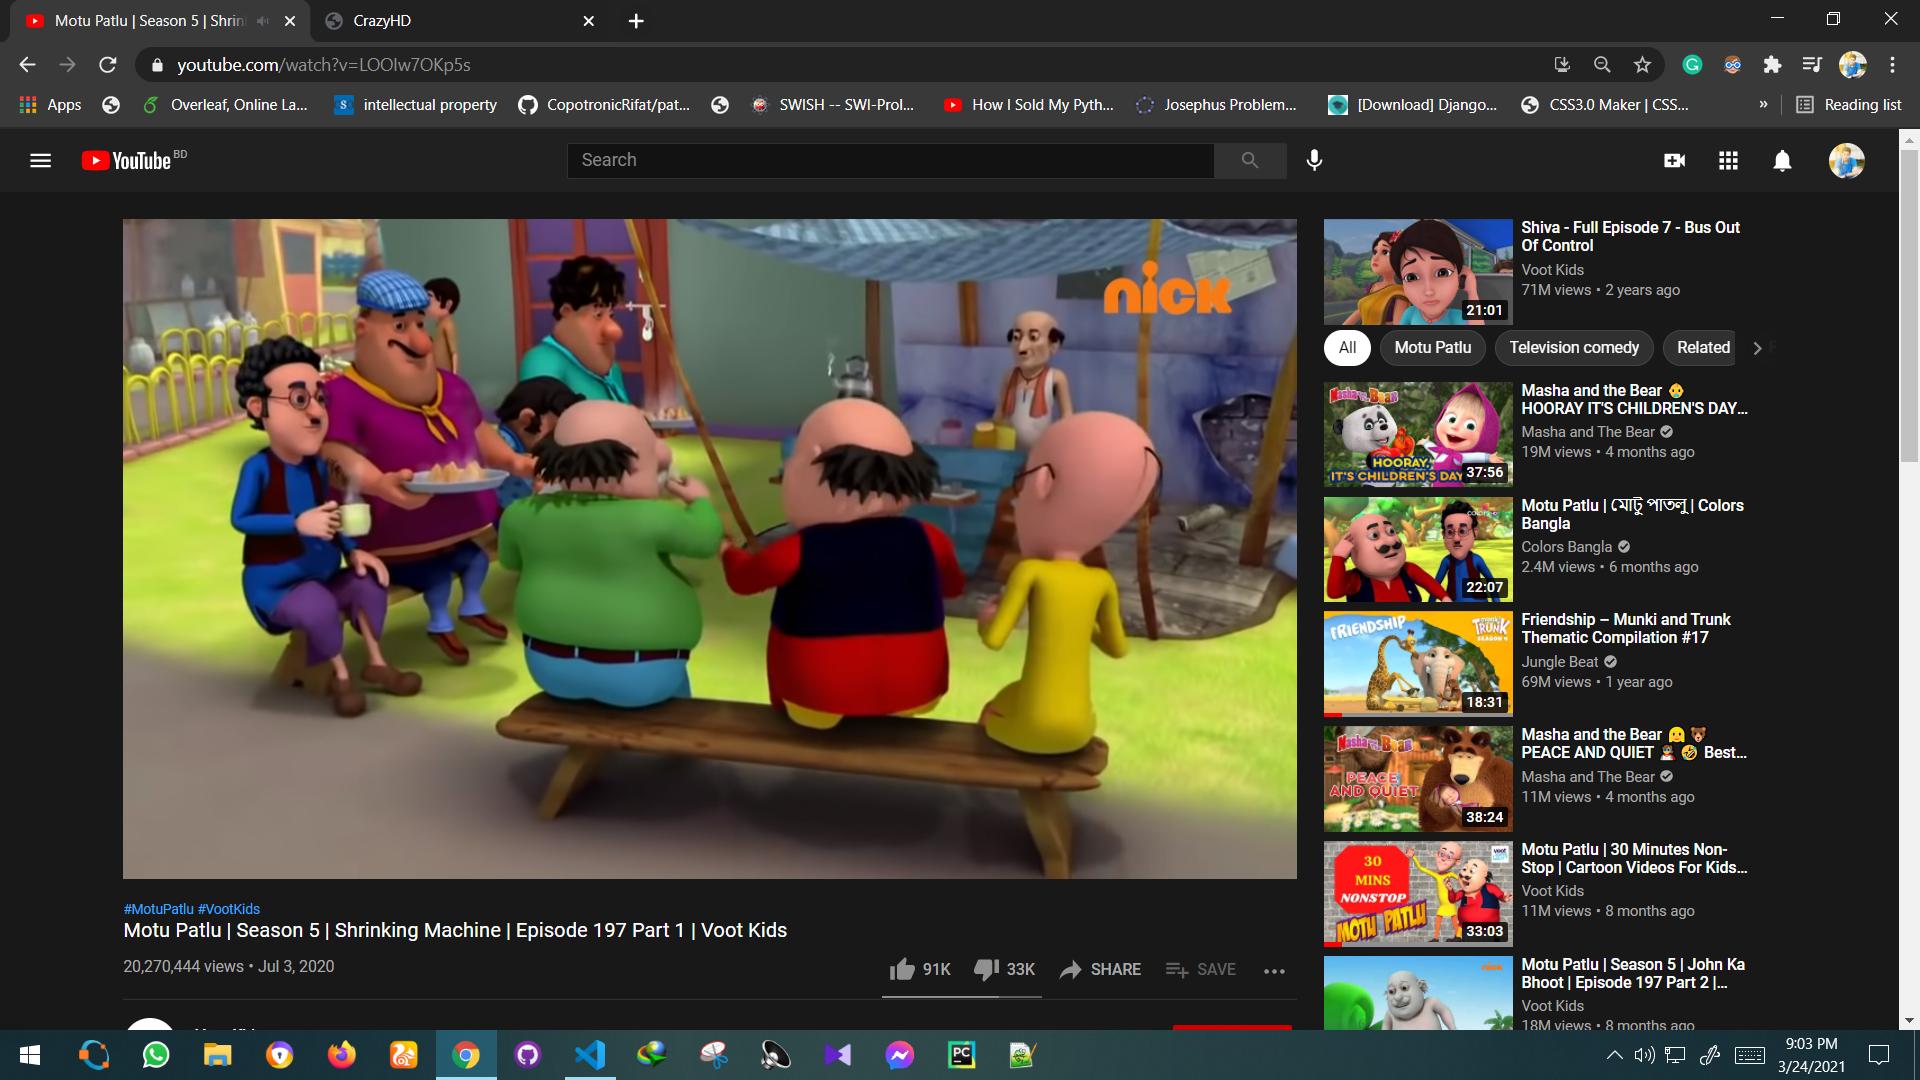 Motu Patlu | Season 5 | Shrin
CrazyHD
youtube.com/watch?v=LOOIw7OKp5s
Apps
Overleaf, Online La...
intellectual property
CopotronicRifat/pat...
SWISH -- SWI-Prol...
How I Sold My Pyth...
Josephus Problem...
[Download] Django...
CSS3.0 Maker | CSS...
»
Reading list
YouTube BD
Search
nick
Shiva - Full Episode 7 - Bus Out
Of Control
Voot Kids
71M views • 2 years ago
21:01
All
Motu Patlu
Television comedy
Related
Masha and the Bear 👶
HOORAY IT'S CHILDREN'S DAY...
Masha and The Bear
19M views • 4 months ago
Masha and the Bear
HOORAY,
IT'S CHILDREN'S DAY
37:56
Motu Patlu | মোটু পাতলু | Colors
Bangla
Colors Bangla
2.4M views • 6 months ago
22:07
Friendship – Munki and Trunk
Thematic Compilation #17
Jungle Beat
69M views • 1 year ago
FRIENDSHIP
TRUNK
18:31
Masha and the Bear 👱‍♀️🐻
PEACE AND QUIET 🤣 Best...
Masha and The Bear
11M views • 4 months ago
Masha and the Bear
PEACE
AND QUIET
38:24
Motu Patlu | 30 Minutes Non-
Stop | Cartoon Videos For Kids...
Voot Kids
11M views • 8 months ago
30
MINS
NONSTOP
MOTU PATLU
voot
33:03
Motu Patlu | Season 5 | John Ka
Bhoot | Episode 197 Part 2 |...
Voot Kids
18M views • 8 months ago
nick
#MotuPatlu #VootKids
Motu Patlu | Season 5 | Shrinking Machine | Episode 197 Part 1 | Voot Kids
20,270,444 views • Jul 3, 2020
91K
33K
SHARE
SAVE
9:03 PM
3/24/2021